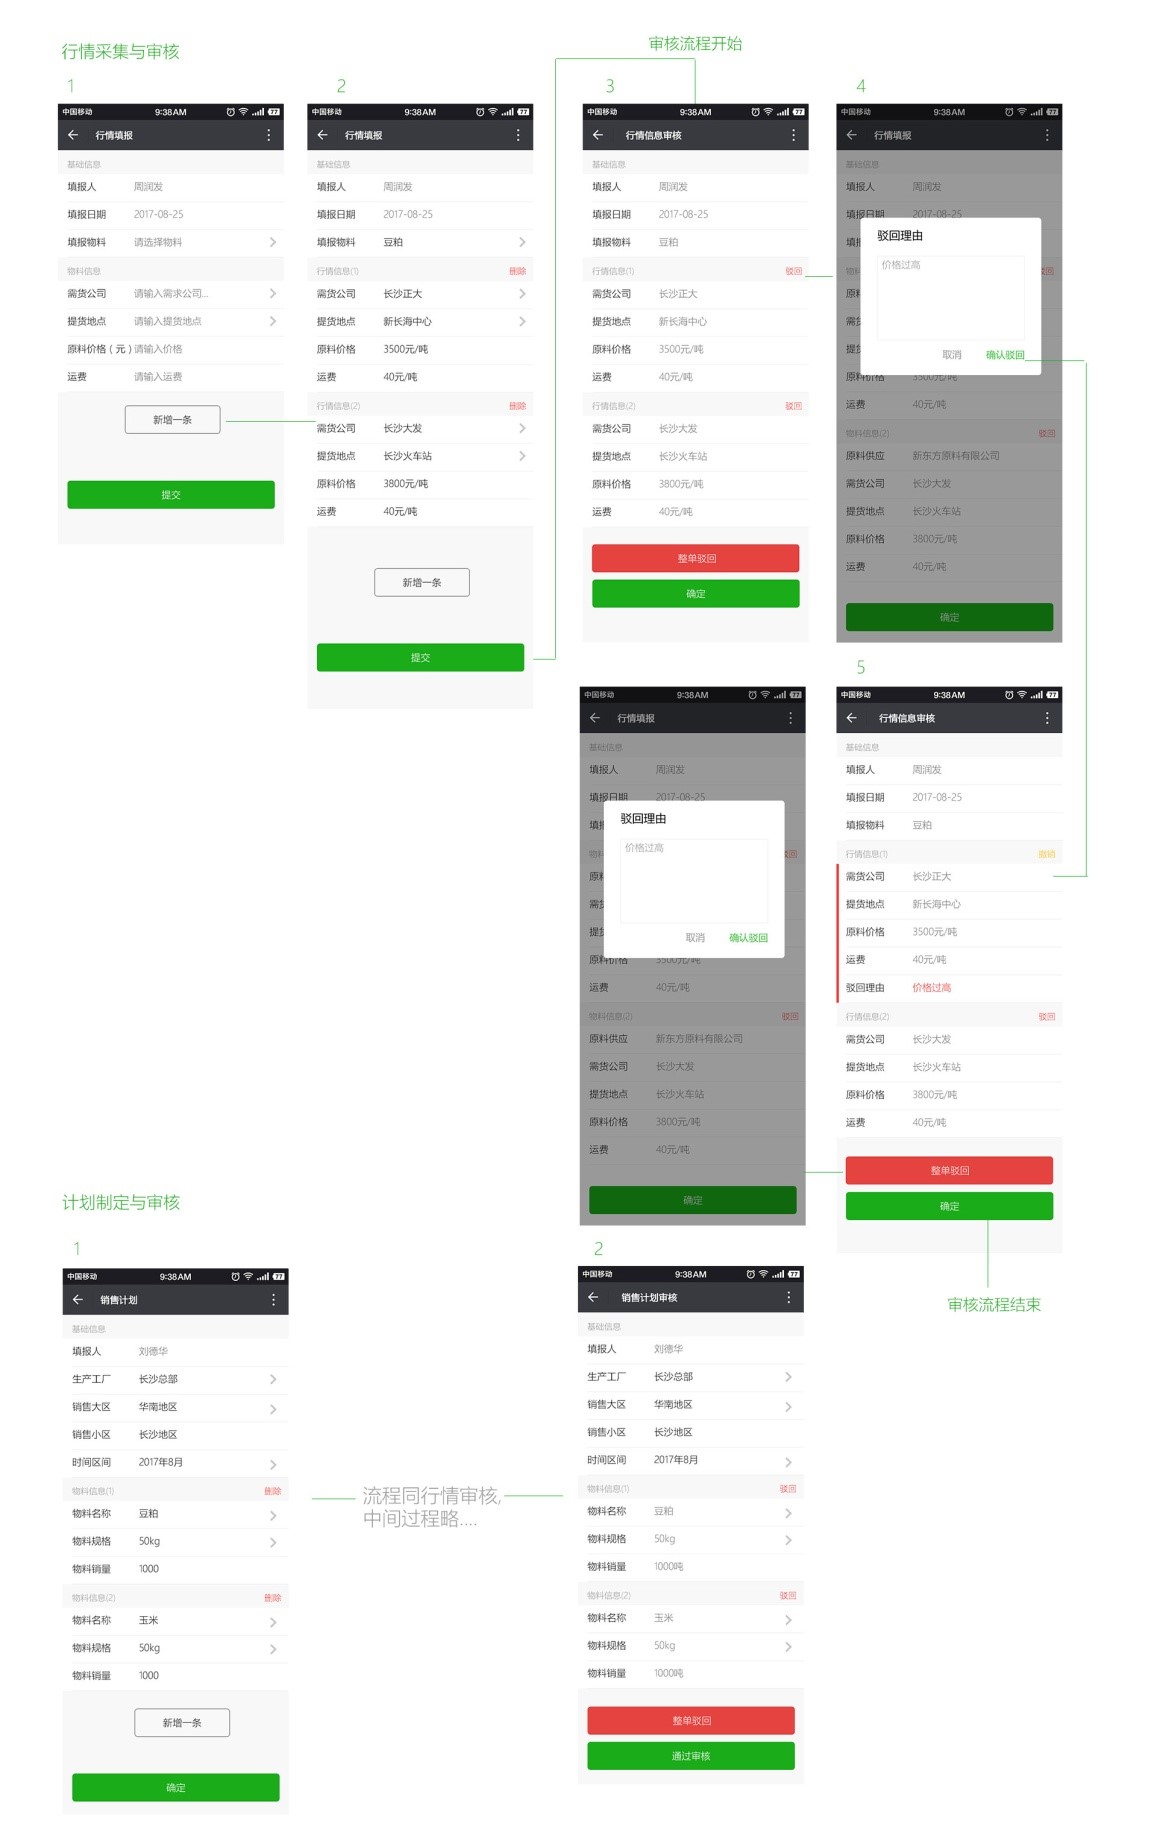 行情采集与审核
审核流程开始
1
中国移动 9:38AM 77
行情填报
基础信息
填报人 周润发
填报日期 2017-08-25
填报物料 请选择物料
物料信息
需货公司 请输入需求公司...
提货地点 请输入提货地点
原料价格（元）请输入价格
运费 请输入运费
新增一条
提交
2
中国移动 9:38AM 77
行情填报
基础信息
填报人 周润发
填报日期 2017-08-25
填报物料 豆粕
行情信息(1) 删除
需货公司 长沙正大
提货地点 新长海中心
原料价格 3500元/吨
运费 40元/吨
行情信息(2) 删除
需货公司 长沙大发
提货地点 长沙火车站
原料价格 3800元/吨
运费 40元/吨
新增一条
提交
3
中国移动 9:38AM 77
行情信息审核
基础信息
填报人 周润发
填报日期 2017-08-25
填报物料 豆粕
行情信息(1) 驳回
需货公司 长沙正大
提货地点 新长海中心
原料价格 3500元/吨
运费 40元/吨
行情信息(2) 驳回
需货公司 长沙大发
提货地点 长沙火车站
原料价格 3800元/吨
运费 40元/吨
整单驳回
确定
4
中国移动 9:38AM 77
行情填报
基础信息
填报人 周润发
填报日期 2017-08-25
驳回理由
价格过高
取消 确认驳回
原料价格 3500元/吨
运费 40元/吨
物料信息(2) 驳回
原料供应 新东方原料有限公司
需货公司 长沙大发
提货地点 长沙火车站
原料价格 3800元/吨
运费 40元/吨
确定
中国移动 9:38AM 77
行情填报
基础信息
填报人 周润发
填报日期 2017-08-25
驳回理由
价格过高
取消 确认驳回
原料价格 3500元/吨
运费 40元/吨
物料信息(2) 驳回
原料供应 新东方原料有限公司
需货公司 长沙大发
提货地点 长沙火车站
原料价格 3800元/吨
运费 40元/吨
确定
5
中国移动 9:38AM 77
行情信息审核
基础信息
填报人 周润发
填报日期 2017-08-25
填报物料 豆粕
行情信息(1) 撤销
需货公司 长沙正大
提货地点 新长海中心
原料价格 3500元/吨
运费 40元/吨
驳回理由 价格过高
行情信息(2) 驳回
需货公司 长沙大发
提货地点 长沙火车站
原料价格 3800元/吨
运费 40元/吨
整单驳回
确定
审核流程结束
计划制定与审核
1
中国移动 9:38AM 77
销售计划
基础信息
填报人 刘德华
生产工厂 长沙总部
销售大区 华南地区
销售小区 长沙地区
时间区间 2017年8月
物料信息(1) 删除
物料名称 豆粕
物料规格 50kg
物料销量 1000
物料信息(2) 删除
物料名称 玉米
物料规格 50kg
物料销量 1000
新增一条
确定
流程同行情审核,
中间过程略....
2
中国移动 9:38AM 77
销售计划审核
基础信息
填报人 刘德华
生产工厂 长沙总部
销售大区 华南地区
销售小区 长沙地区
时间区间 2017年8月
物料信息(1) 驳回
物料名称 豆粕
物料规格 50kg
物料销量 1000吨
物料信息(2) 驳回
物料名称 玉米
物料规格 50kg
物料销量 1000吨
整单驳回
通过审核